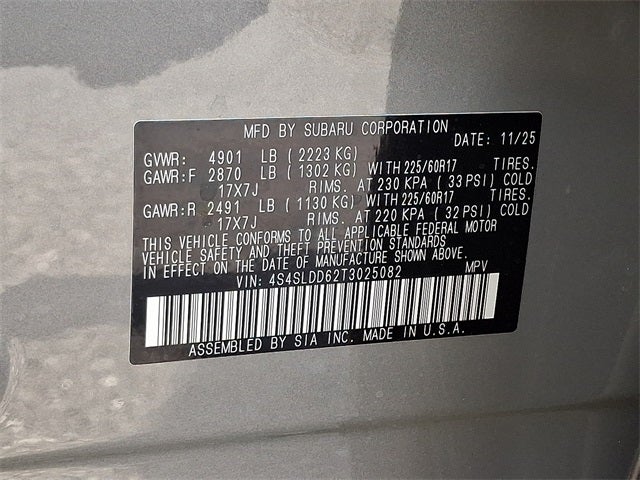 MFD BY SUBARU CORPORATION DATE: 11/25
GVWR: 4901 LB ( 2223 KG)
GAWR:F 2870 LB ( 1302 KG) WITH 225/60R17 TIRES.
17X7J RIMS. AT 230 KPA ( 33 PSI) COLD
GAWR:R 2491 LB ( 1130 KG) WITH 225/60R17 TIRES.
17X7J RIMS. AT 220 KPA ( 32 PSI) COLD
THIS VEHICLE CONFORMS TO ALL APPLICABLE FEDERAL MOTOR
VEHICLE SAFETY AND THEFT PREVENTION STANDARDS
IN EFFECT ON THE DATE OF MANUFACTURE SHOWN ABOVE.
VIN: 4S4SLDD62T3025082 MPV
ASSEMBLED BY SIA INC. MADE IN U.S.A.